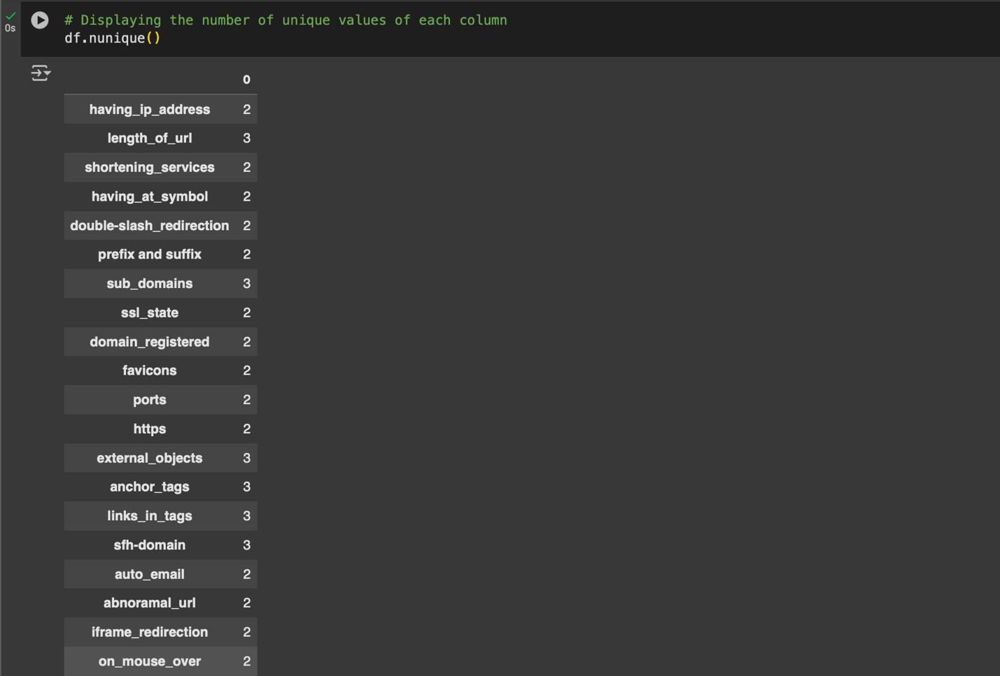 # Displaying the number of unique values of each column
0s
df.nunique()
0
having_ip_address 2
length_of_url 3
shortening_services 2
having_at_symbol 2
double-slash_redirection 2
prefix and suffix 2
sub_domains 3
ssl_state 2
domain_registered 2
favicons 2
ports 2
https 2
external_objects 3
anchor_tags 3
links_in_tags 3
sfh-domain 3
auto_email 2
abnoramal_url 2
iframe_redirection 2
on_mouse_over 2